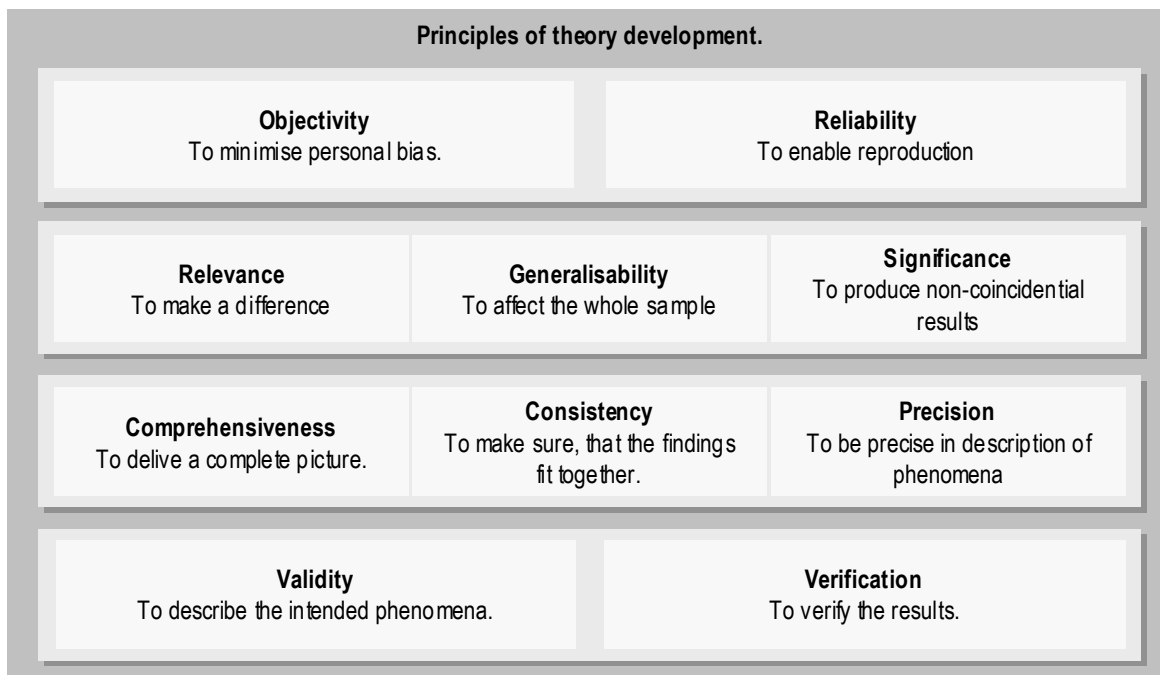 Principles of theory development.
Objectivity
To minimise personal bias.
Reliability
To enable reproduction
Relevance
To make a difference
Generalisability
To affect the whole sample
Significance
To produce non-coincidential
results
Comprehensiveness
To delive a complete picture.
Consistency
To make sure, that the findings
fit together.
Precision
To be precise in description of
phenomena
Validity
To describe the intended phenomena.
Verification
To verify the results.